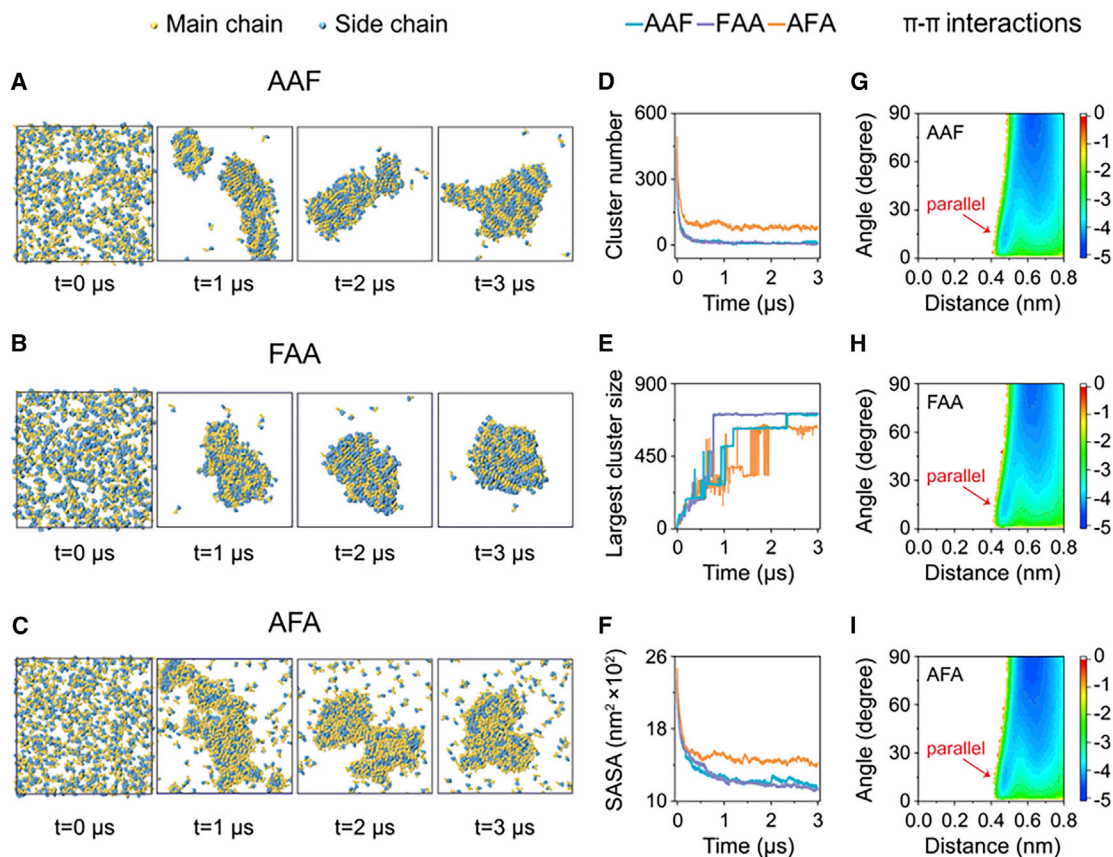 Main chain Side chain AAF FAA AFA π-π interactions
A AAF
t=0 µs t=1 µs t=2 µs t=3 µs
B FAA
t=0 µs t=1 µs t=2 µs t=3 µs
C AFA
t=0 µs t=1 µs t=2 µs t=3 µs
D
600
300
0
Cluster number
0 1 2 3
Time (µs)
E
900
450
0
Largest cluster size
0 1 2 3
Time (µs)
F
26
18
10
SASA (nm² ×10²)
0 1 2 3
Time (µs)
G
AAF
parallel
90
60
30
0
Angle (degree)
0.0 0.2 0.4 0.6 0.8
Distance (nm)
0
-1
-2
-3
-4
-5
H
FAA
parallel
90
60
30
0
Angle (degree)
0.0 0.2 0.4 0.6 0.8
Distance (nm)
0
-1
-2
-3
-4
-5
I
AFA
parallel
90
60
30
0
Angle (degree)
0.0 0.2 0.4 0.6 0.8
Distance (nm)
0
-1
-2
-3
-4
-5